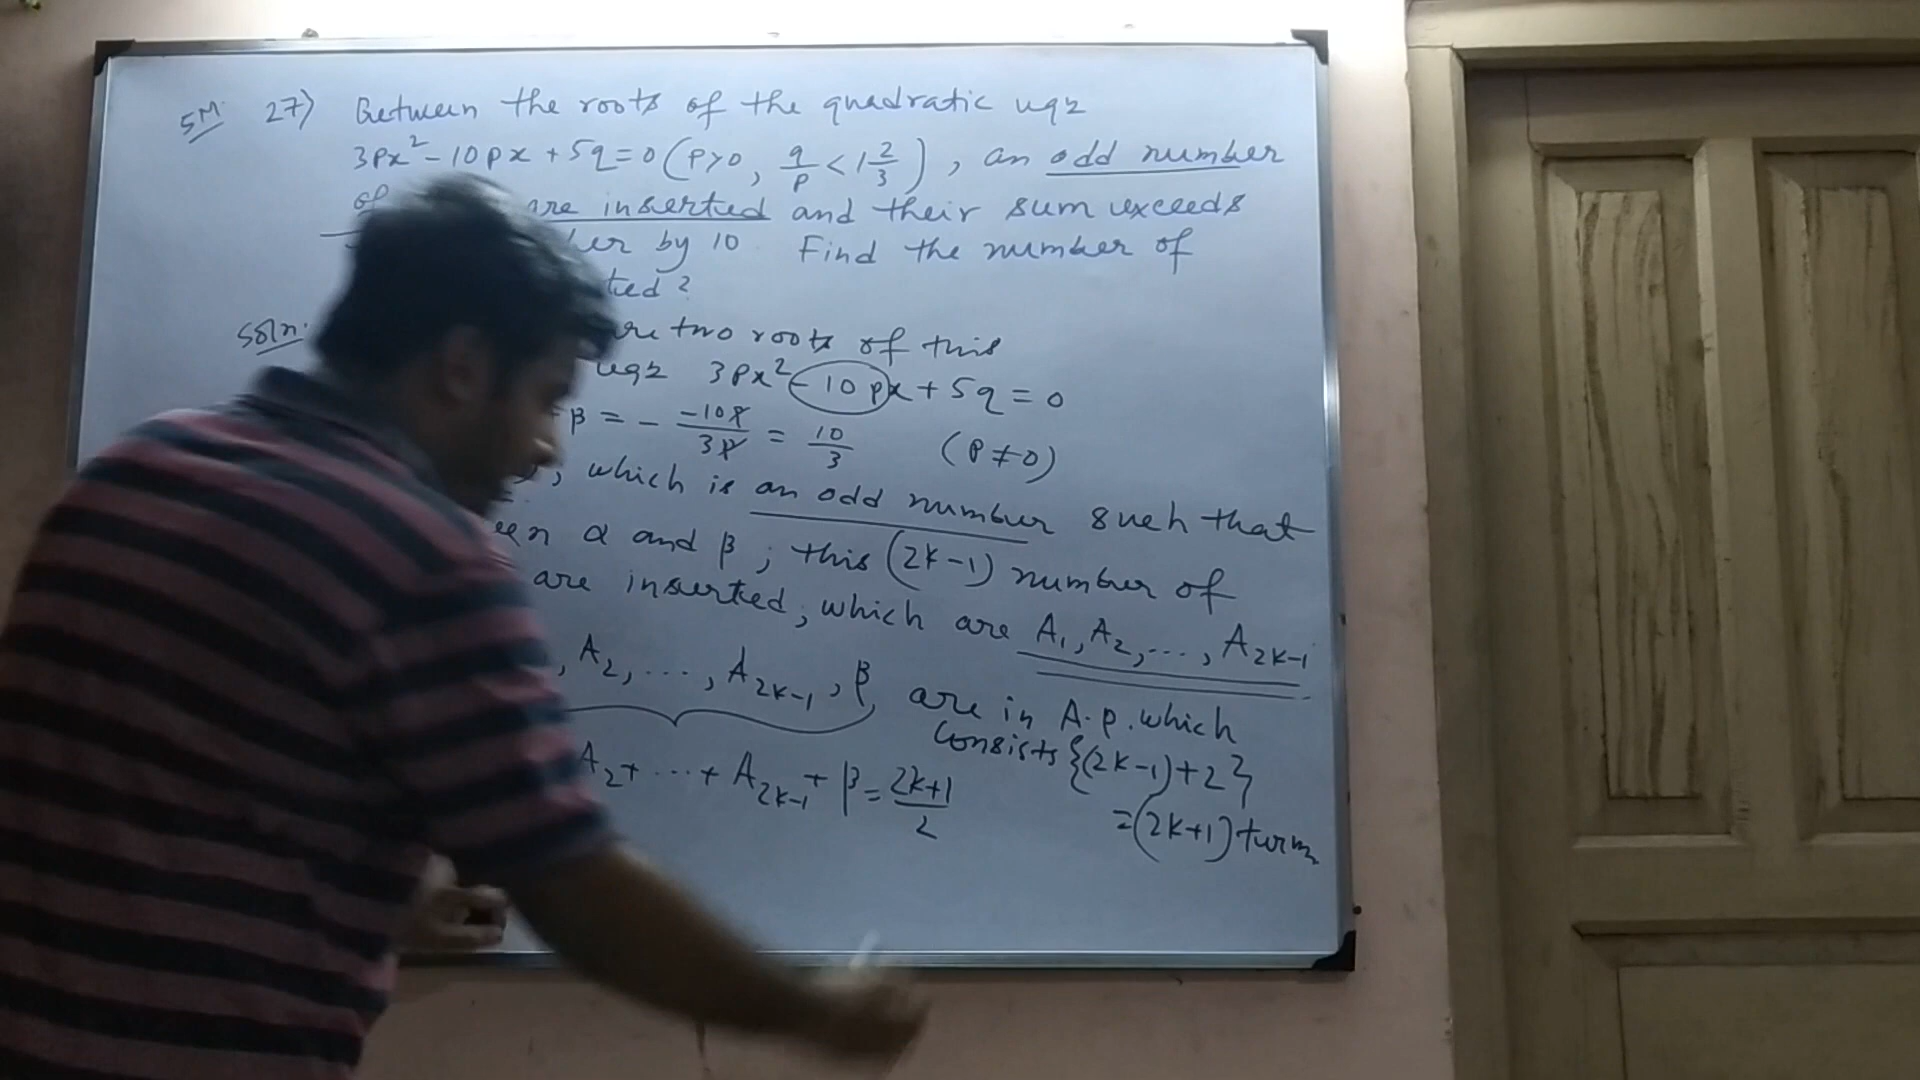 5M. 27) Between the roots of the quadratic eqn
3px² - 10px + 5q = 0 (p>0, q/p < 1 2/3), an odd number
of are inserted and their sum exceeds
by 10. Find the number of
?
Soln. two roots of this
eqn 3px² - 10px + 5q = 0
β = - -10p/3p = 10/3 (p ≠ 0)
, which is an odd number such that
α and β ; this (2k-1) number of
are inserted, which are A₁, A₂, ..., A₂ₖ₋₁
, A₂, ..., A₂ₖ₋₁, β are in A.P. which
consists {(2k-1)+2}
A₂ + ... + A₂ₖ₋₁ + β = 2k+1/2
= (2k+1) term